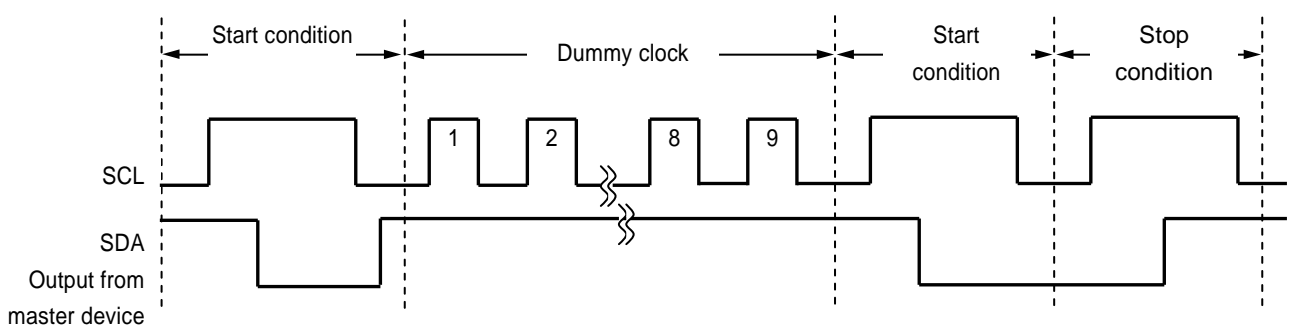 Start condition
Dummy clock
Start
condition
Stop
condition
SCL
1
2
8
9
SDA
Output from
master device